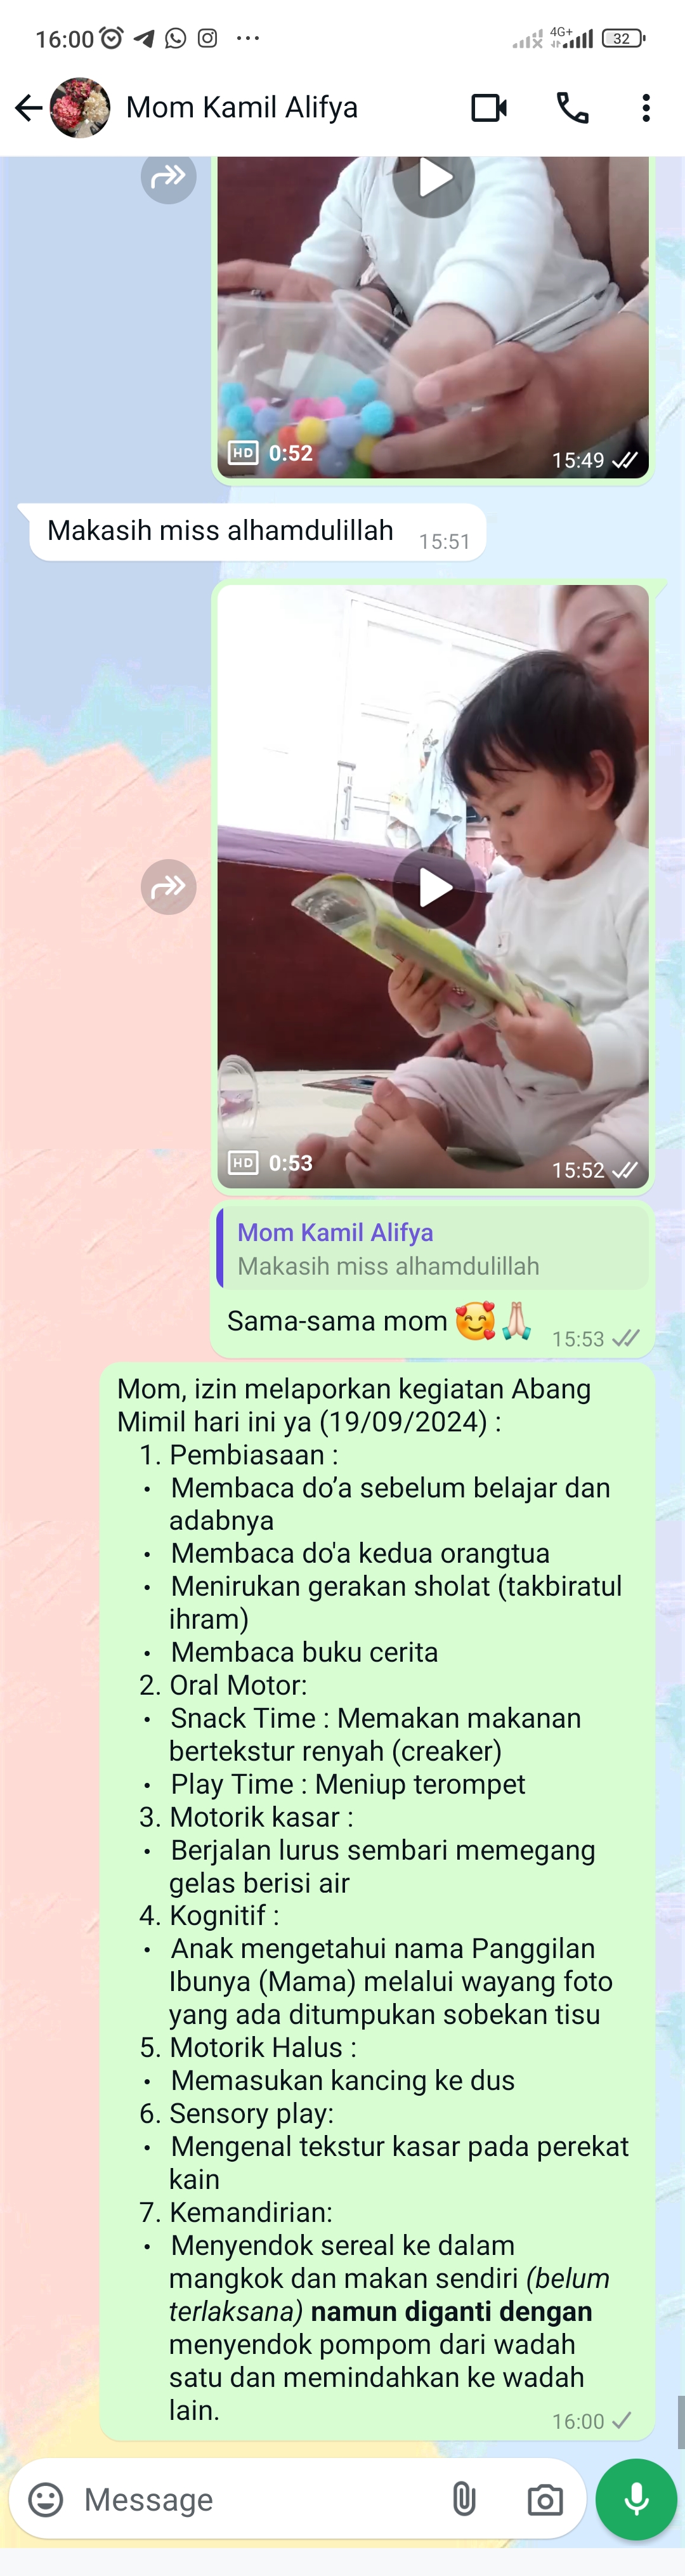 16:00
4G+
32
Mom Kamil Alifya
HD 0:52
15:49
Makasih miss alhamdulillah 15:51
HD 0:53
15:52
Mom Kamil Alifya
Makasih miss alhamdulillah
Sama-sama mom 🥰🙏🏻 15:53
Mom, izin melaporkan kegiatan Abang
Mimil hari ini ya (19/09/2024) :
1. Pembiasaan :
• Membaca do’a sebelum belajar dan
adabnya
• Membaca do'a kedua orangtua
• Menirukan gerakan sholat (takbiratul
ihram)
• Membaca buku cerita
2. Oral Motor:
• Snack Time : Memakan makanan
bertekstur renyah (creaker)
• Play Time : Meniup terompet
3. Motorik kasar :
• Berjalan lurus sembari memegang
gelas berisi air
4. Kognitif :
• Anak mengetahui nama Panggilan
Ibunya (Mama) melalui wayang foto
yang ada ditumpukan sobekan tisu
5. Motorik Halus :
• Memasukan kancing ke dus
6. Sensory play:
• Mengenal tekstur kasar pada perekat
kain
7. Kemandirian:
• Menyendok sereal ke dalam
mangkok dan makan sendiri (belum
terlaksana) namun diganti dengan
menyendok pompom dari wadah
satu dan memindahkan ke wadah
lain.
16:00
Message